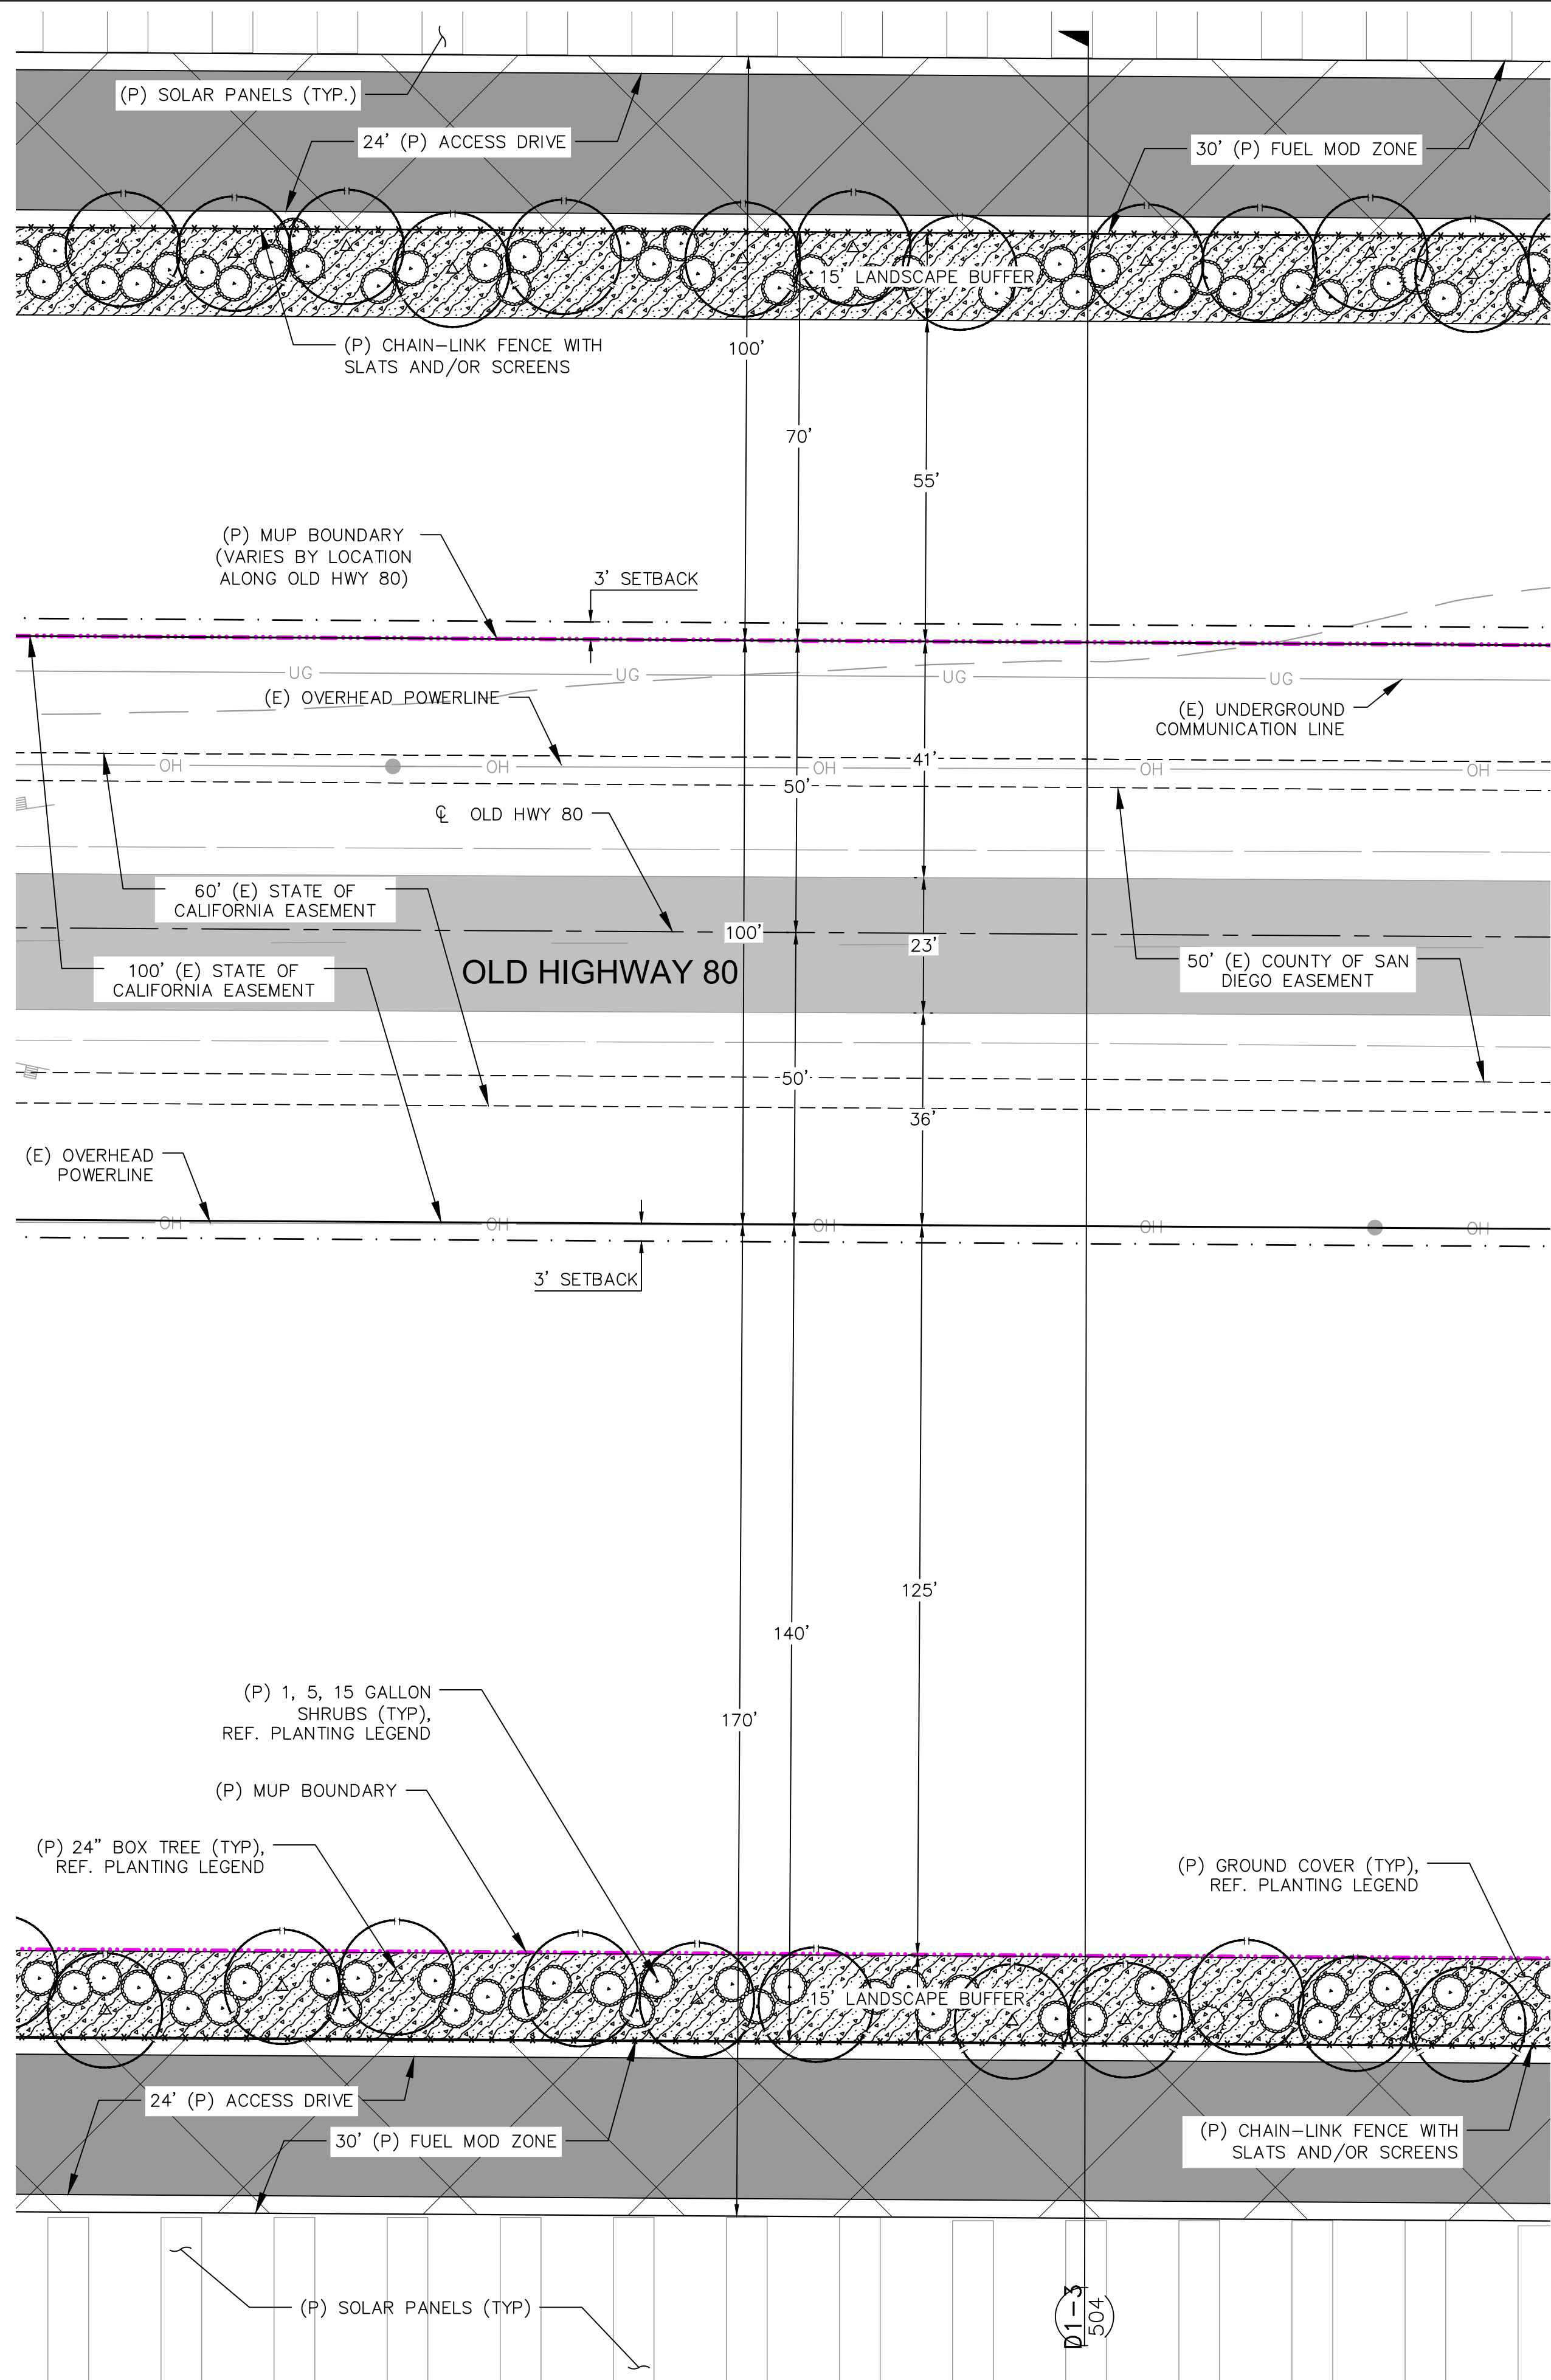 (P) SOLAR PANELS (TYP.)
24' (P) ACCESS DRIVE
30' (P) FUEL MOD ZONE
15' LANDSCAPE BUFFER
(P) CHAIN-LINK FENCE WITH
SLATS AND/OR SCREENS
100'
70'
55'
(P) MUP BOUNDARY
(VARIES BY LOCATION
ALONG OLD HWY 80)
3' SETBACK
UG
UG
UG
UG
(E) OVERHEAD POWERLINE
(E) UNDERGROUND
COMMUNICATION LINE
OH
OH
OH
OH
OH
41'
50'
℄ OLD HWY 80
60' (E) STATE OF
CALIFORNIA EASEMENT
100'
23'
100' (E) STATE OF
CALIFORNIA EASEMENT
OLD HIGHWAY 80
50' (E) COUNTY OF SAN
DIEGO EASEMENT
50'
36'
(E) OVERHEAD
POWERLINE
OH
OH
OH
OH
OH
3' SETBACK
125'
140'
170'
(P) 1, 5, 15 GALLON
SHRUBS (TYP),
REF. PLANTING LEGEND
(P) MUP BOUNDARY
(P) 24" BOX TREE (TYP),
REF. PLANTING LEGEND
(P) GROUND COVER (TYP),
REF. PLANTING LEGEND
15' LANDSCAPE BUFFER
24' (P) ACCESS DRIVE
30' (P) FUEL MOD ZONE
(P) CHAIN-LINK FENCE WITH
SLATS AND/OR SCREENS
(P) SOLAR PANELS (TYP)
D1-3
504